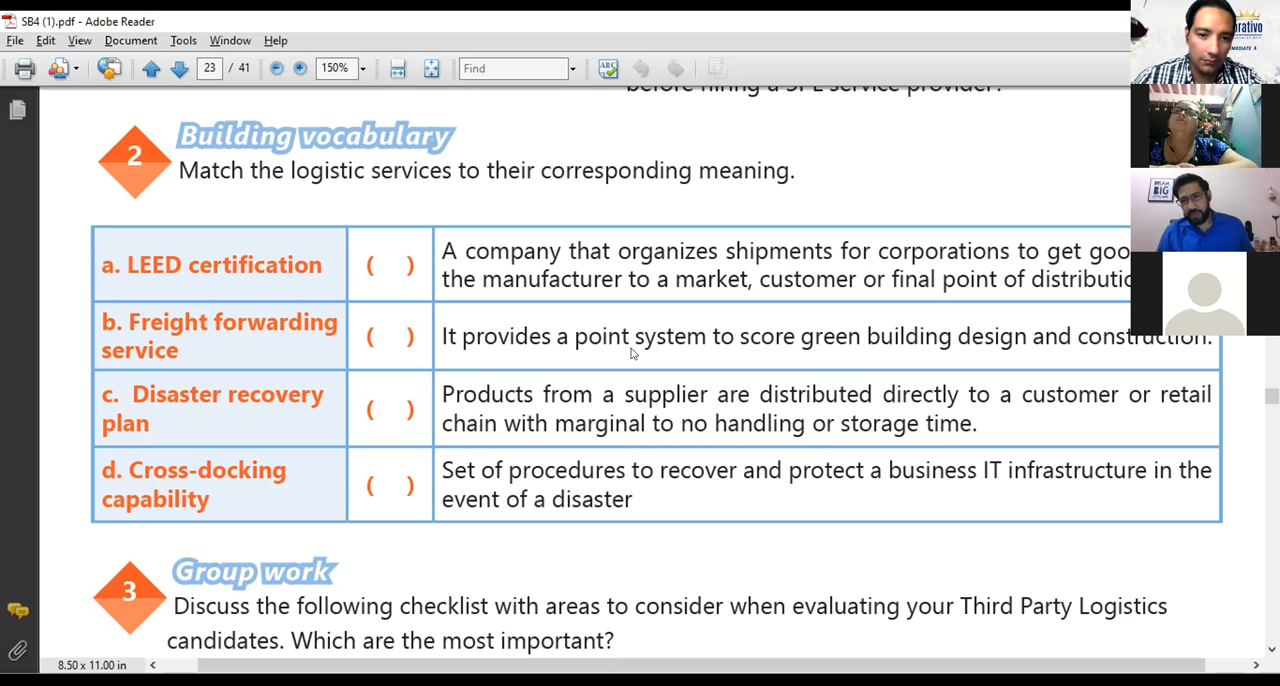 SB4 (1).pdf - Adobe Reader
File Edit View Document Tools Window Help
23 / 41 150% Find
2 Building vocabulary
Match the logistic services to their corresponding meaning.
a. LEED certification ( ) A company that organizes shipments for corporations to get
the manufacturer to a market, customer or final point of
b. Freight forwarding
service ( ) It provides a point system to score green building design and construction.
c. Disaster recovery
plan ( ) Products from a supplier are distributed directly to a customer or retail
chain with marginal to no handling or storage time.
d. Cross-docking
capability ( ) Set of procedures to recover and protect a business IT infrastructure in the
event of a disaster
3 Group work
Discuss the following checklist with areas to consider when evaluating your Third Party Logistics
candidates. Which are the most important?
8.50 x 11.00 in
DREAM
BIG